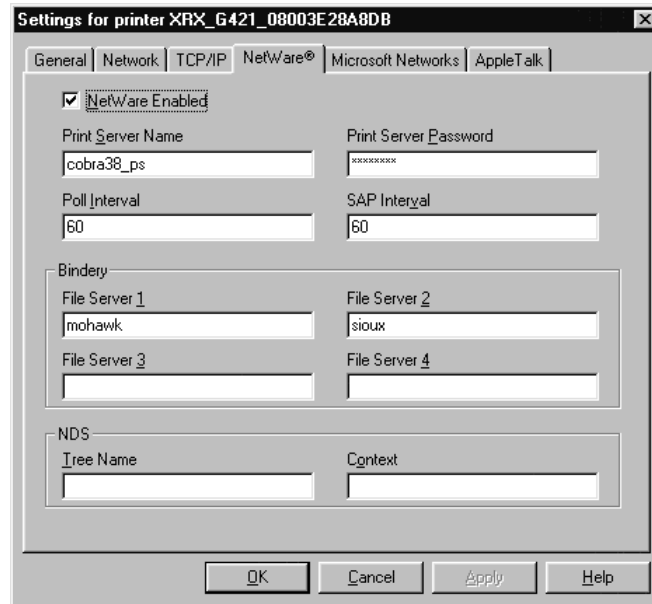 Settings for printer XRX_G421_08003E28A8DB
General Network TCP/IP NetWare® Microsoft Networks AppleTalk
NetWare Enabled
Print Server Name Print Server Password
cobra38_ps ********
Poll Interval SAP Interval
60 60
Bindery
File Server 1 File Server 2
mohawk sioux
File Server 3 File Server 4
NDS
Tree Name Context
OK Cancel Apply Help